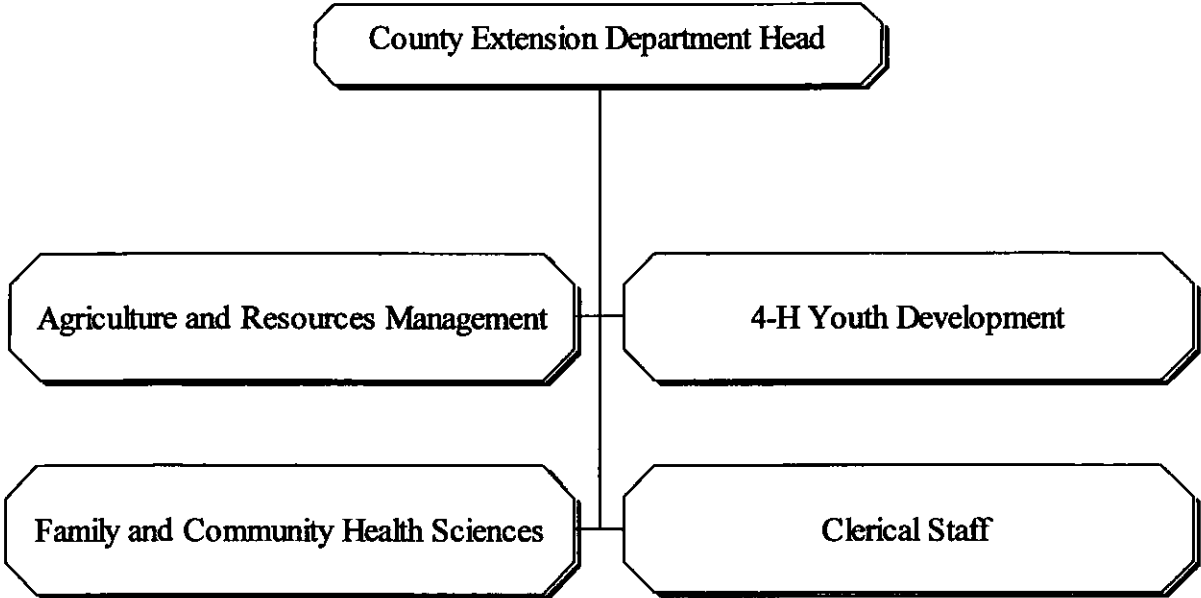 County Extension Department Head
Agriculture and Resources Management
4-H Youth Development
Family and Community Health Sciences
Clerical Staff